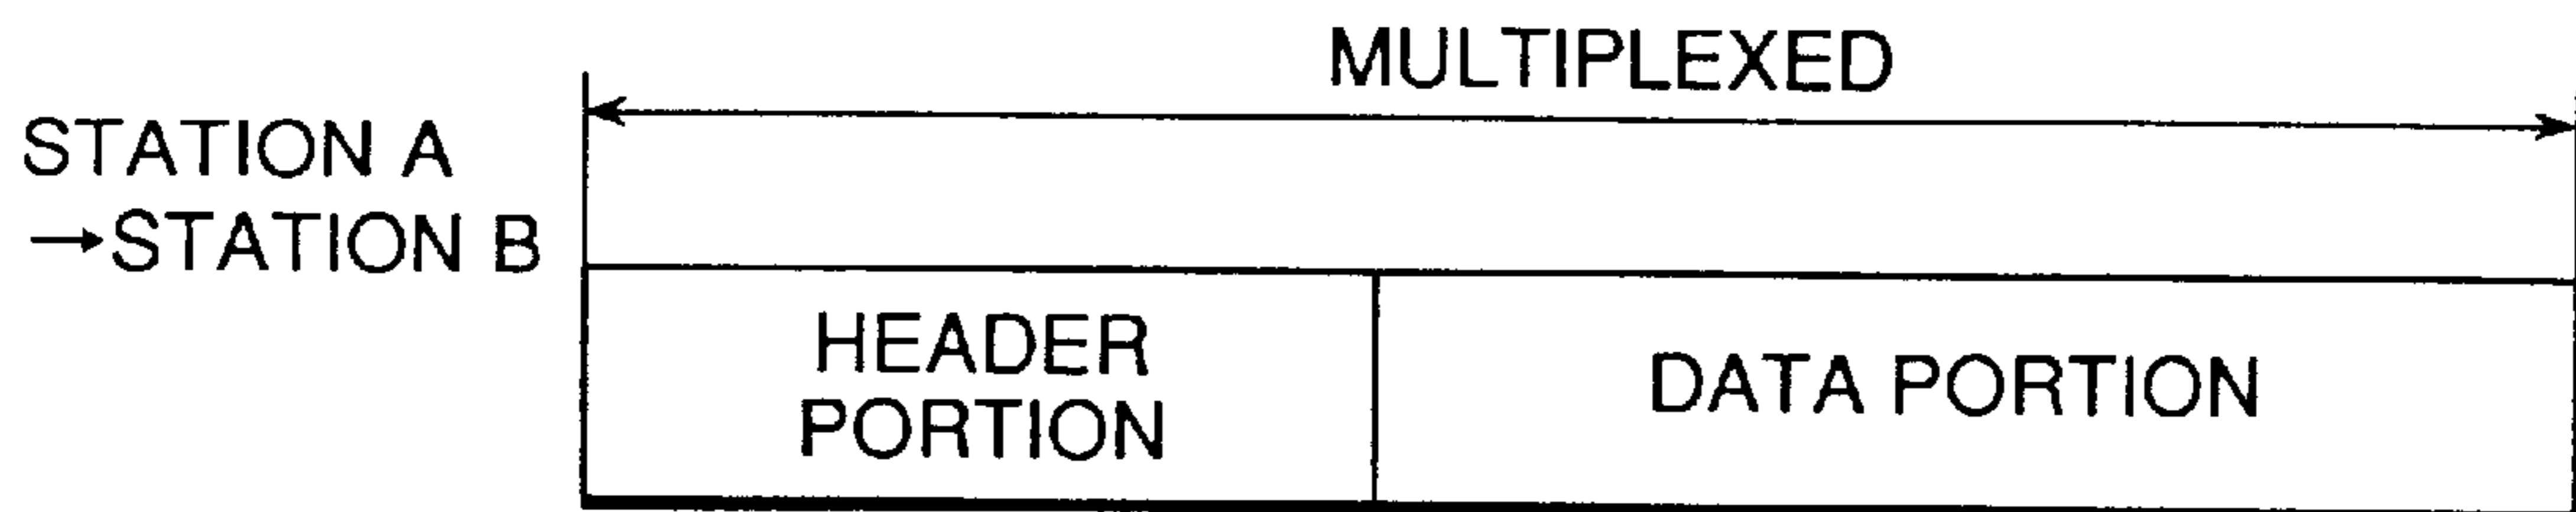 MULTIPLEXED
STATION A
→STATION B
HEADER
PORTION
DATA PORTION